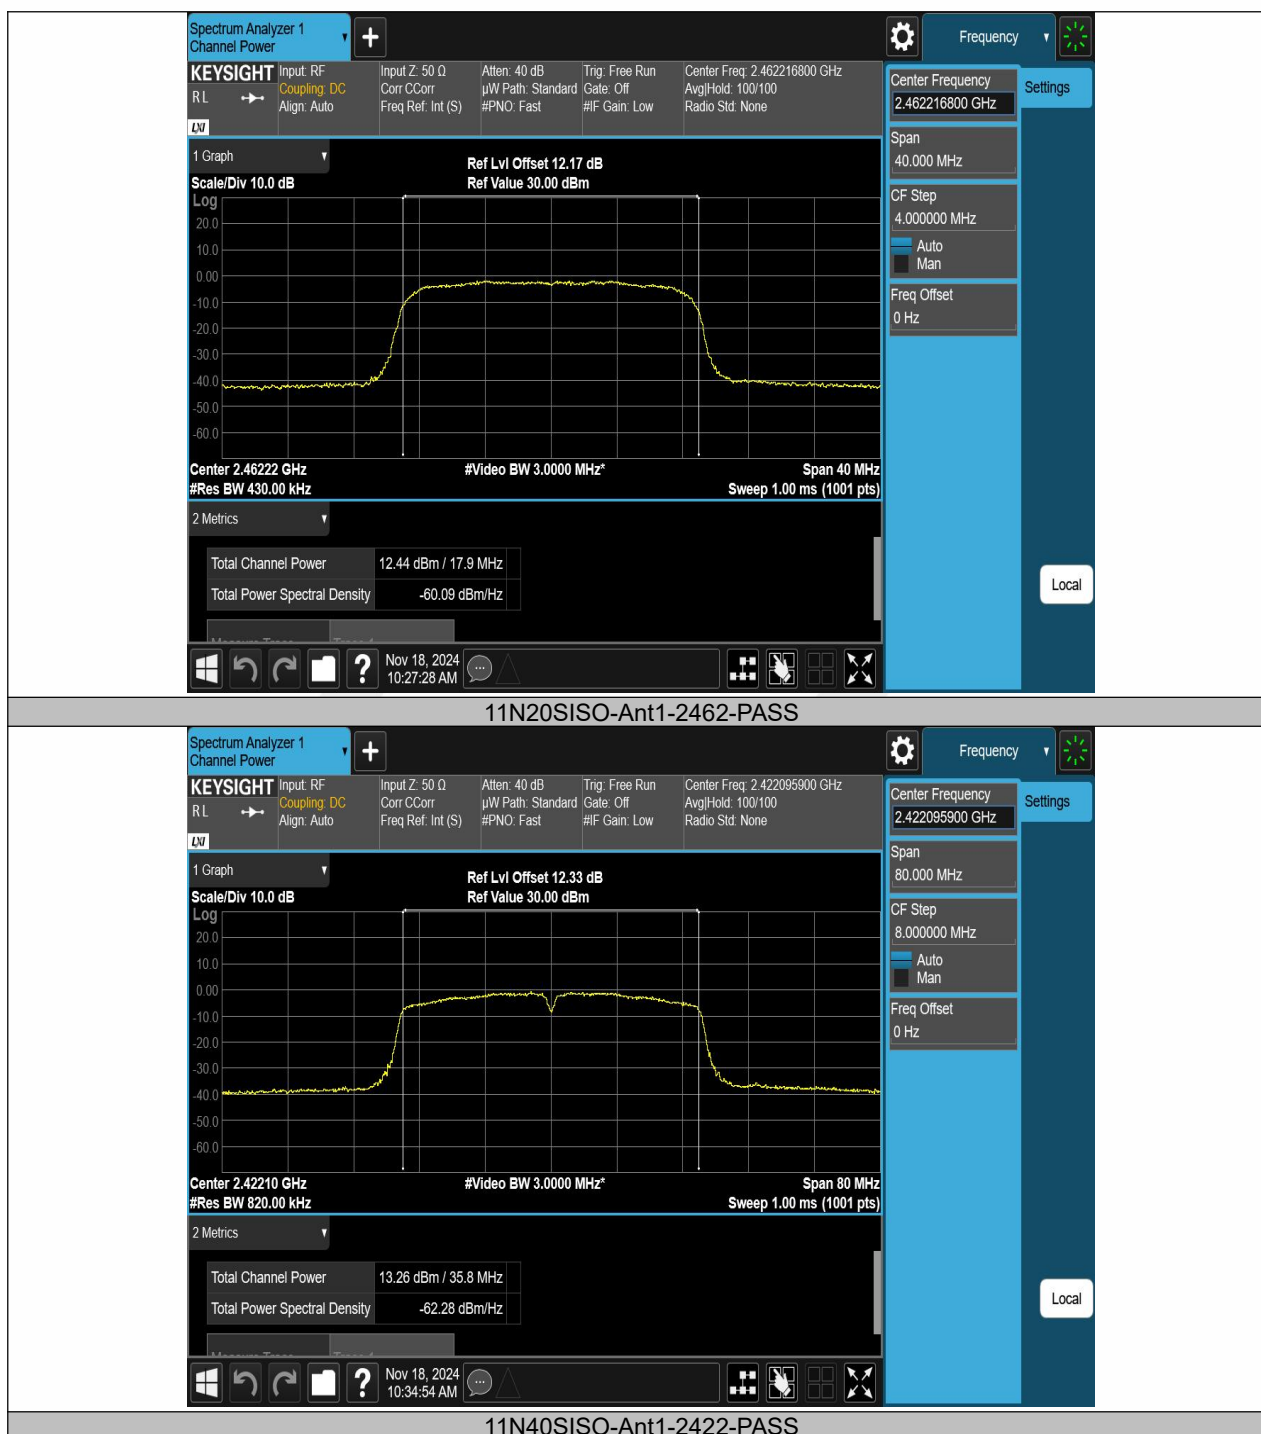 Spectrum Analyzer 1
Channel Power
+
Frequency
KEYSIGHT
R L
LXI
Input: RF
Coupling: DC
Align: Auto
Input Z: 50 Ω
Corr CCorr
Freq Ref: Int (S)
Atten: 40 dB
µW Path: Standard
#PNO: Fast
Trig: Free Run
Gate: Off
#IF Gain: Low
Center Freq: 2.462216800 GHz
Avg|Hold: 100/100
Radio Std: None
Center Frequency
2.462216800 GHz
Settings
Span
40.000 MHz
CF Step
4.000000 MHz
Auto
Man
Freq Offset
0 Hz
Local
1 Graph
Ref Lvl Offset 12.17 dB
Scale/Div 10.0 dB
Ref Value 30.00 dBm
Log
20.0
10.0
0.00
-10.0
-20.0
-30.0
-40.0
-50.0
-60.0
Center 2.46222 GHz
#Video BW 3.0000 MHz*
Span 40 MHz
#Res BW 430.00 kHz
Sweep 1.00 ms (1001 pts)
2 Metrics
Total Channel Power 12.44 dBm / 17.9 MHz
Total Power Spectral Density -60.09 dBm/Hz
?
Nov 18, 2024
10:27:28 AM
11N20SISO-Ant1-2462-PASS
Spectrum Analyzer 1
Channel Power
+
Frequency
KEYSIGHT
R L
LXI
Input: RF
Coupling: DC
Align: Auto
Input Z: 50 Ω
Corr CCorr
Freq Ref: Int (S)
Atten: 40 dB
µW Path: Standard
#PNO: Fast
Trig: Free Run
Gate: Off
#IF Gain: Low
Center Freq: 2.422095900 GHz
Avg|Hold: 100/100
Radio Std: None
Center Frequency
2.422095900 GHz
Settings
Span
80.000 MHz
CF Step
8.000000 MHz
Auto
Man
Freq Offset
0 Hz
Local
1 Graph
Ref Lvl Offset 12.33 dB
Scale/Div 10.0 dB
Ref Value 30.00 dBm
Log
20.0
10.0
0.00
-10.0
-20.0
-30.0
-40.0
-50.0
-60.0
Center 2.42210 GHz
#Video BW 3.0000 MHz*
Span 80 MHz
#Res BW 820.00 kHz
Sweep 1.00 ms (1001 pts)
2 Metrics
Total Channel Power 13.26 dBm / 35.8 MHz
Total Power Spectral Density -62.28 dBm/Hz
?
Nov 18, 2024
10:34:54 AM
11N40SISO-Ant1-2422-PASS